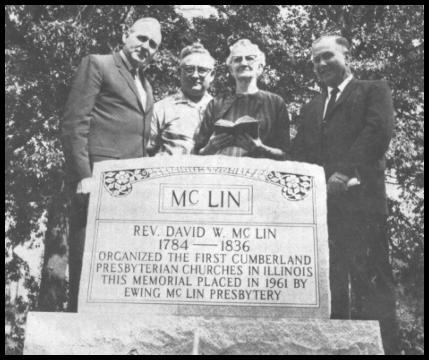 MC LIN
REV. DAVID W. MC LIN
1784 — 1836
ORGANIZED THE FIRST CUMBERLAND
PRESBYTERIAN CHURCHES IN ILLINOIS
THIS MEMORIAL PLACED IN 1961 BY
EWING MC LIN PRESBYTERY